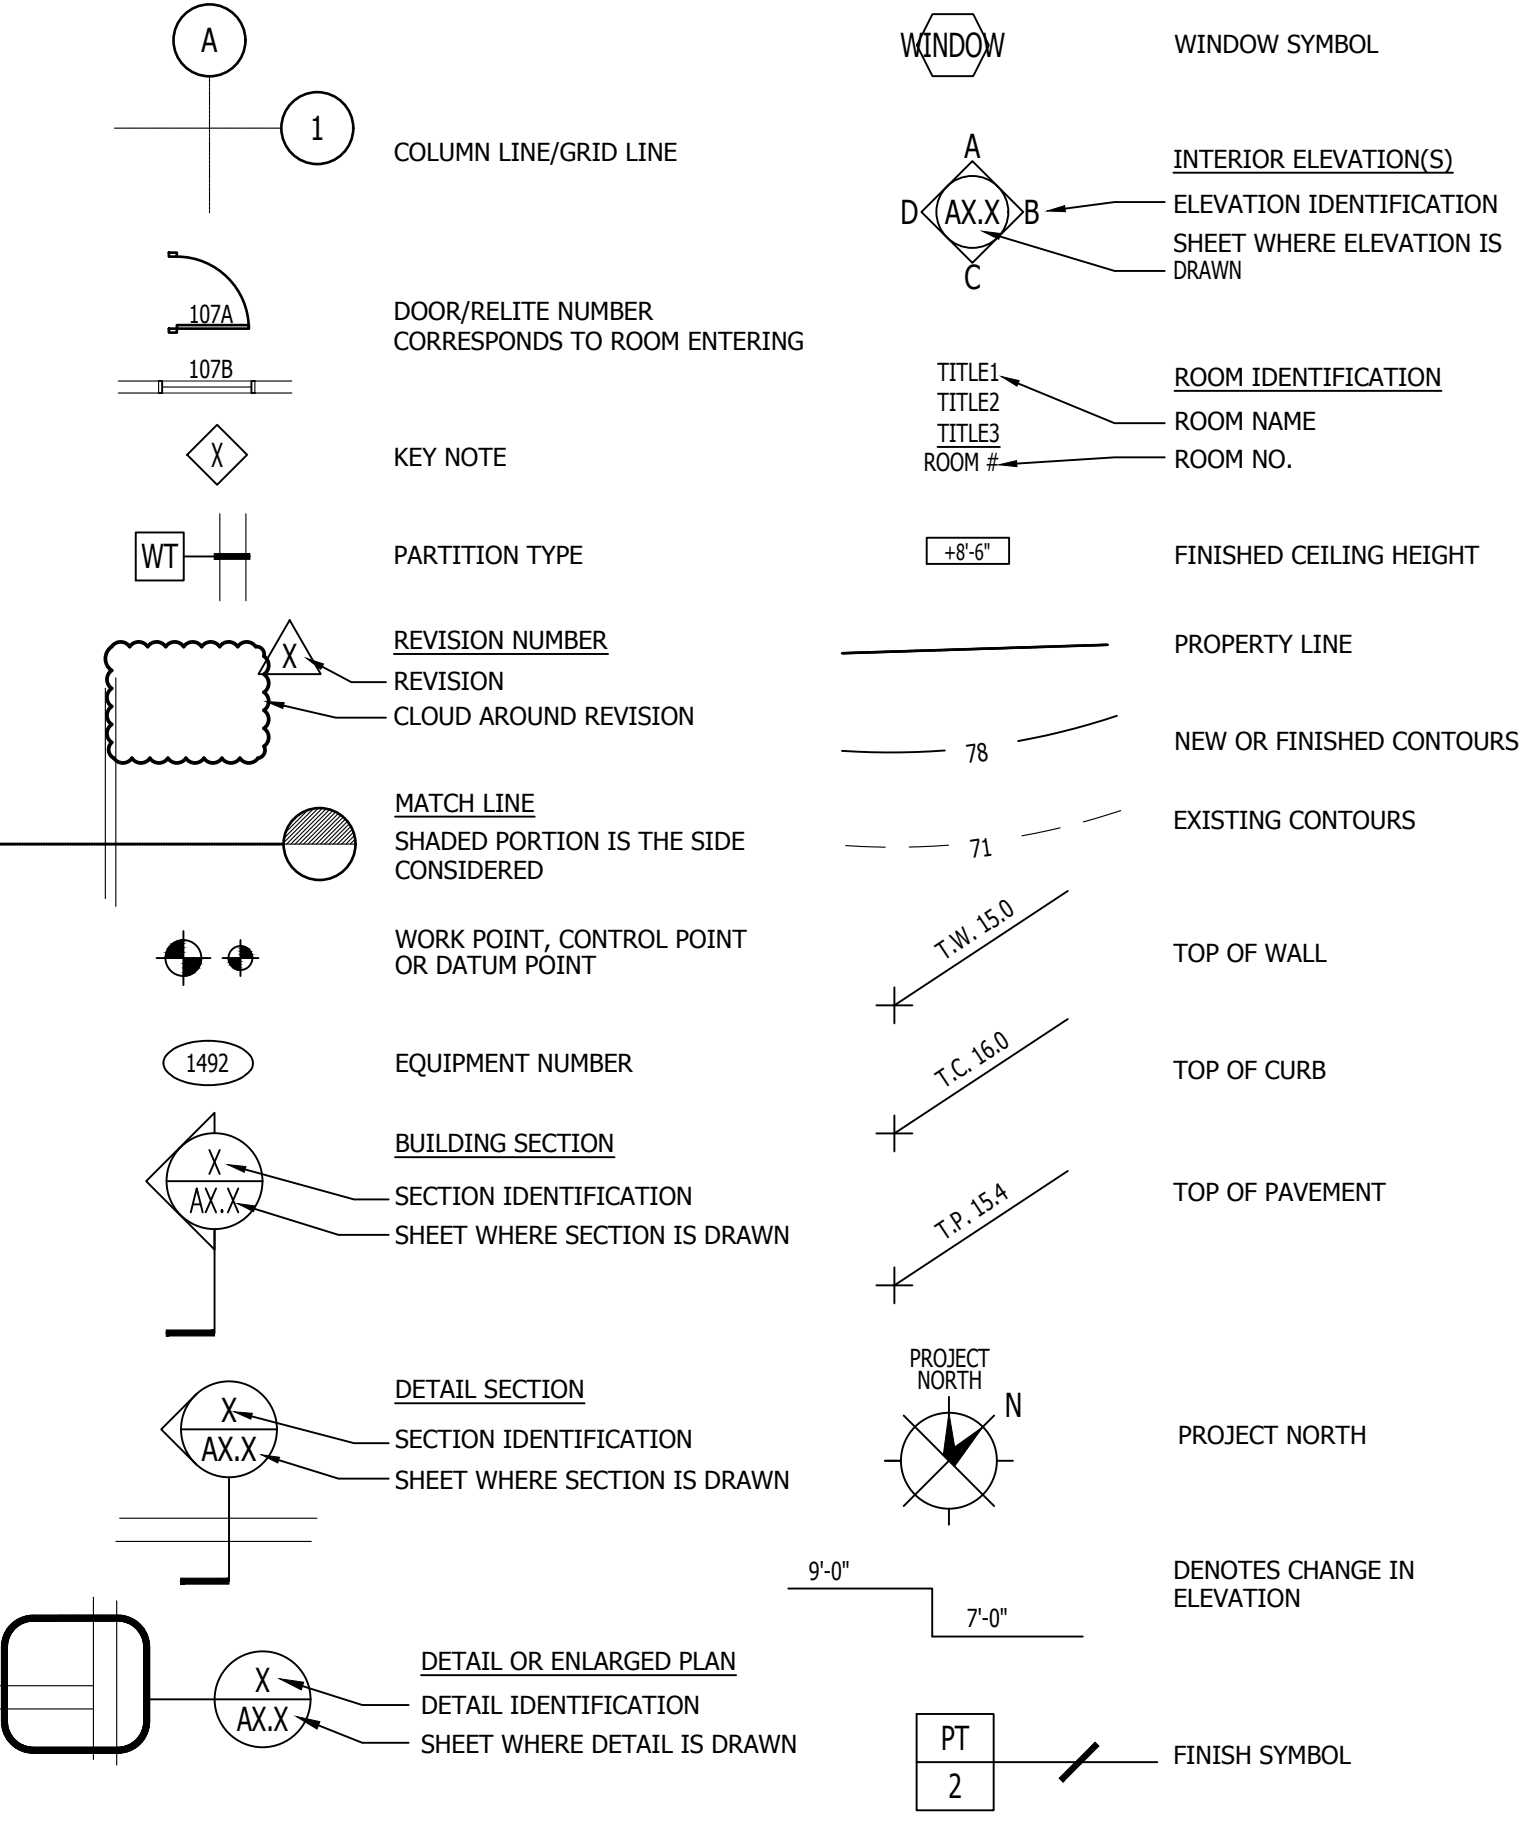 A
1
COLUMN LINE/GRID LINE
107A
DOOR/RELITE NUMBER
CORRESPONDS TO ROOM ENTERING
107B
X
KEY NOTE
WT
PARTITION TYPE
REVISION NUMBER
X
REVISION
CLOUD AROUND REVISION
MATCH LINE
SHADED PORTION IS THE SIDE
CONSIDERED
WORK POINT, CONTROL POINT
OR DATUM POINT
1492
EQUIPMENT NUMBER
BUILDING SECTION
X
AX.X
SECTION IDENTIFICATION
SHEET WHERE SECTION IS DRAWN
DETAIL SECTION
X
AX.X
SECTION IDENTIFICATION
SHEET WHERE SECTION IS DRAWN
DETAIL OR ENLARGED PLAN
X
AX.X
DETAIL IDENTIFICATION
SHEET WHERE DETAIL IS DRAWN
WINDOW
WINDOW SYMBOL
A
D
AX.X
B
C
INTERIOR ELEVATION(S)
ELEVATION IDENTIFICATION
SHEET WHERE ELEVATION IS
DRAWN
TITLE1
TITLE2
TITLE3
ROOM #
ROOM IDENTIFICATION
ROOM NAME
ROOM NO.
+8'-6"
FINISHED CEILING HEIGHT
PROPERTY LINE
78
NEW OR FINISHED CONTOURS
71
EXISTING CONTOURS
T.W. 15.0
TOP OF WALL
T.C. 16.0
TOP OF CURB
T.P. 15.4
TOP OF PAVEMENT
PROJECT
NORTH
N
PROJECT NORTH
9'-0"
7'-0"
DENOTES CHANGE IN
ELEVATION
PT
2
FINISH SYMBOL